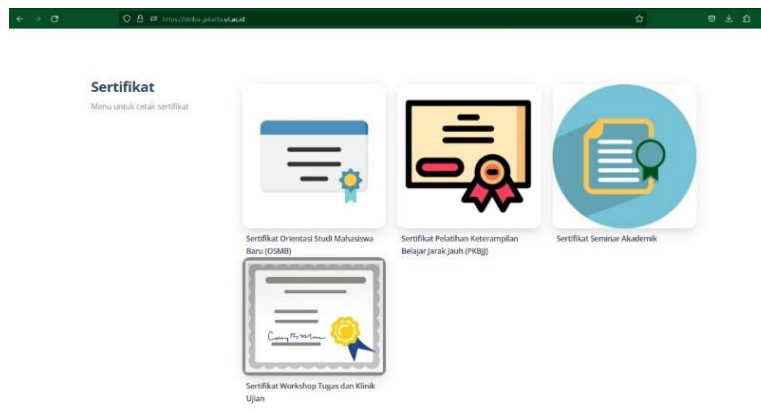 Sertifikat
Menu untuk cetak sertifikat
Sertifikat Orientasi Studi Mahasiswa
Baru (OSMB)
Sertifikat Pelatihan Keterampilan
Belajar Jarak Jauh (PKBJJ)
Sertifikat Seminar Akademik
Sertifikat Workshop Tugas dan Klinik
Ujian